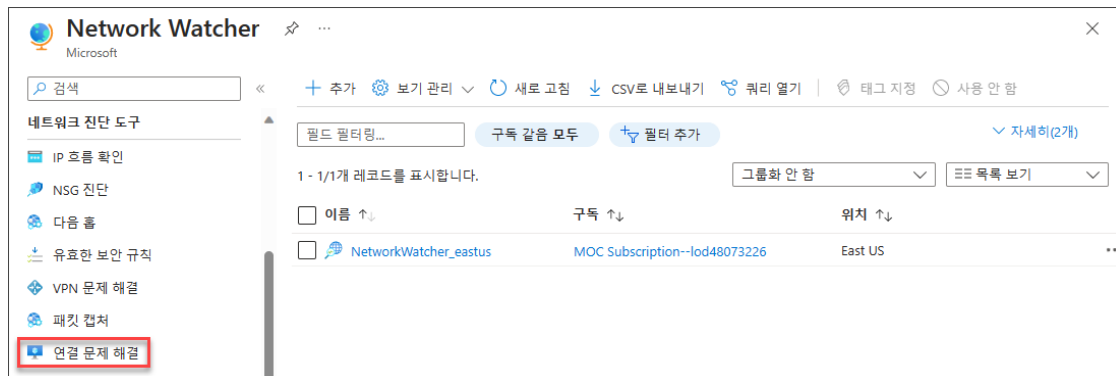 Network Watcher
Microsoft
검색
네트워크 진단 도구
IP 흐름 확인
NSG 진단
다음 홉
유효한 보안 규칙
VPN 문제 해결
패킷 캡처
연결 문제 해결
추가 보기 관리 새로 고침 CSV로 내보내기 쿼리 열기 태그 지정 사용 안 함
필드 필터링... 구독 같음 모두 필터 추가 자세히(2개)
1 - 1/1개 레코드를 표시합니다. 그룹화 안 함 목록 보기
이름 구독 위치
NetworkWatcher_eastus MOC Subscription--lod48073226 East US